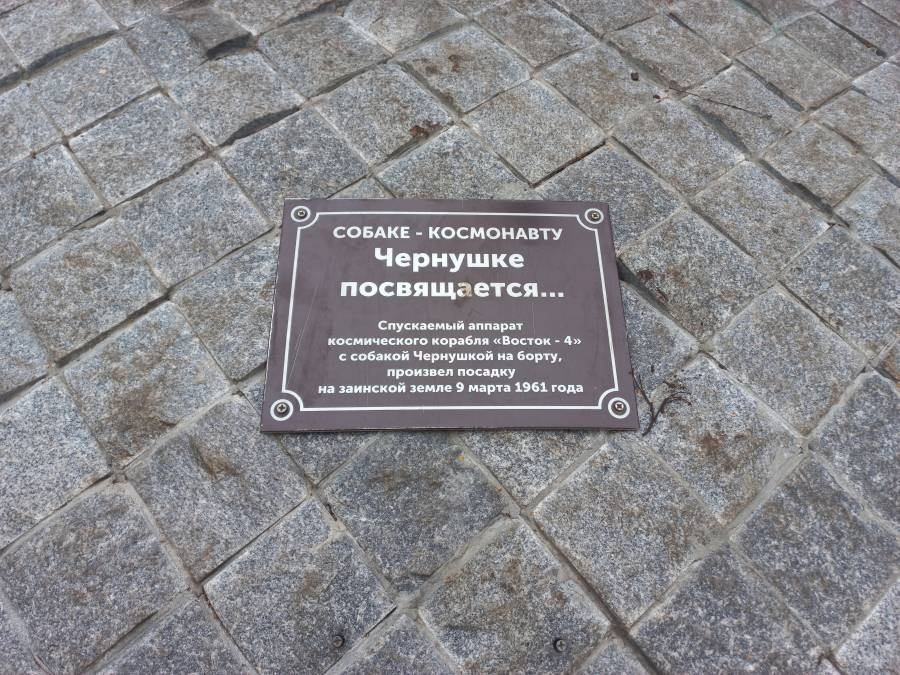 СОБАКЕ - КОСМОНАВТУ
Чернушке
посвящается...
Спускаемый аппарат
космического корабля «Восток - 4»
с собакой Чернушкой на борту,
произвел посадку
на заинской земле 9 марта 1961 года